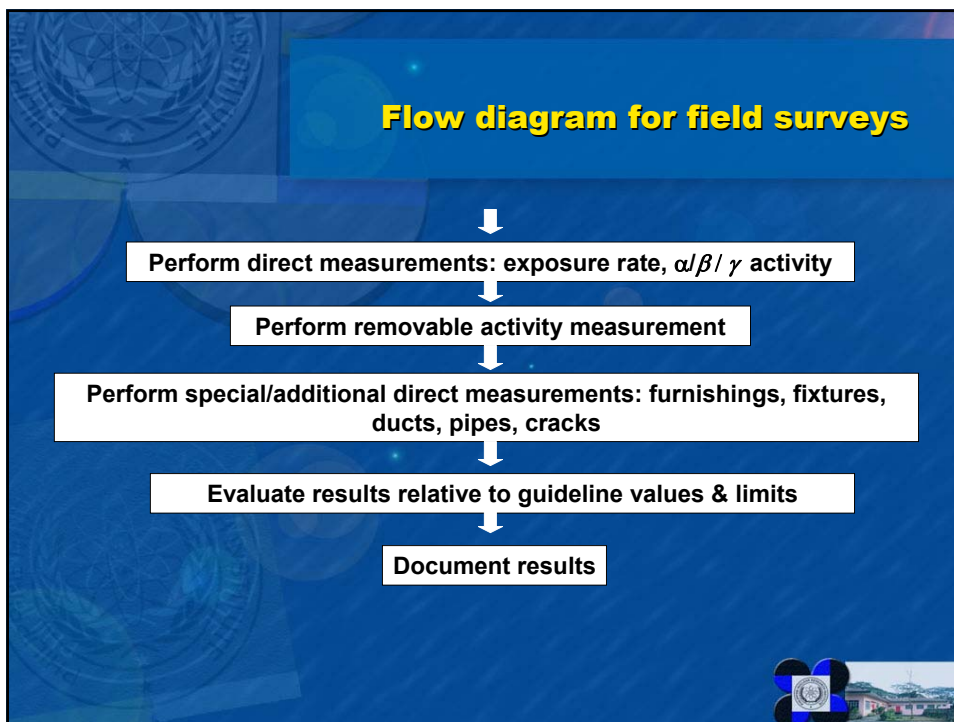 Flow diagram for field surveys
Perform direct measurements: exposure rate, α/β/ γ activity
Perform removable activity measurement
Perform special/additional direct measurements: furnishings, fixtures,
ducts, pipes, cracks
Evaluate results relative to guideline values & limits
Document results